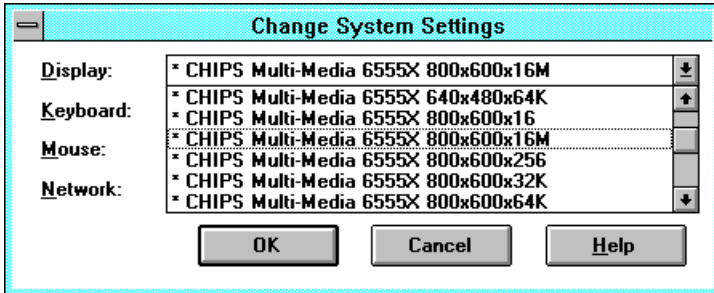 Change System Settings
Display:
* CHIPS Multi-Media 6555X 800x600x16M
* CHIPS Multi-Media 6555X 640x480x64K
Keyboard:
* CHIPS Multi-Media 6555X 800x600x16
* CHIPS Multi-Media 6555X 800x600x16M
Mouse:
* CHIPS Multi-Media 6555X 800x600x256
* CHIPS Multi-Media 6555X 800x600x32K
Network:
* CHIPS Multi-Media 6555X 800x600x64K
OK
Cancel
Help